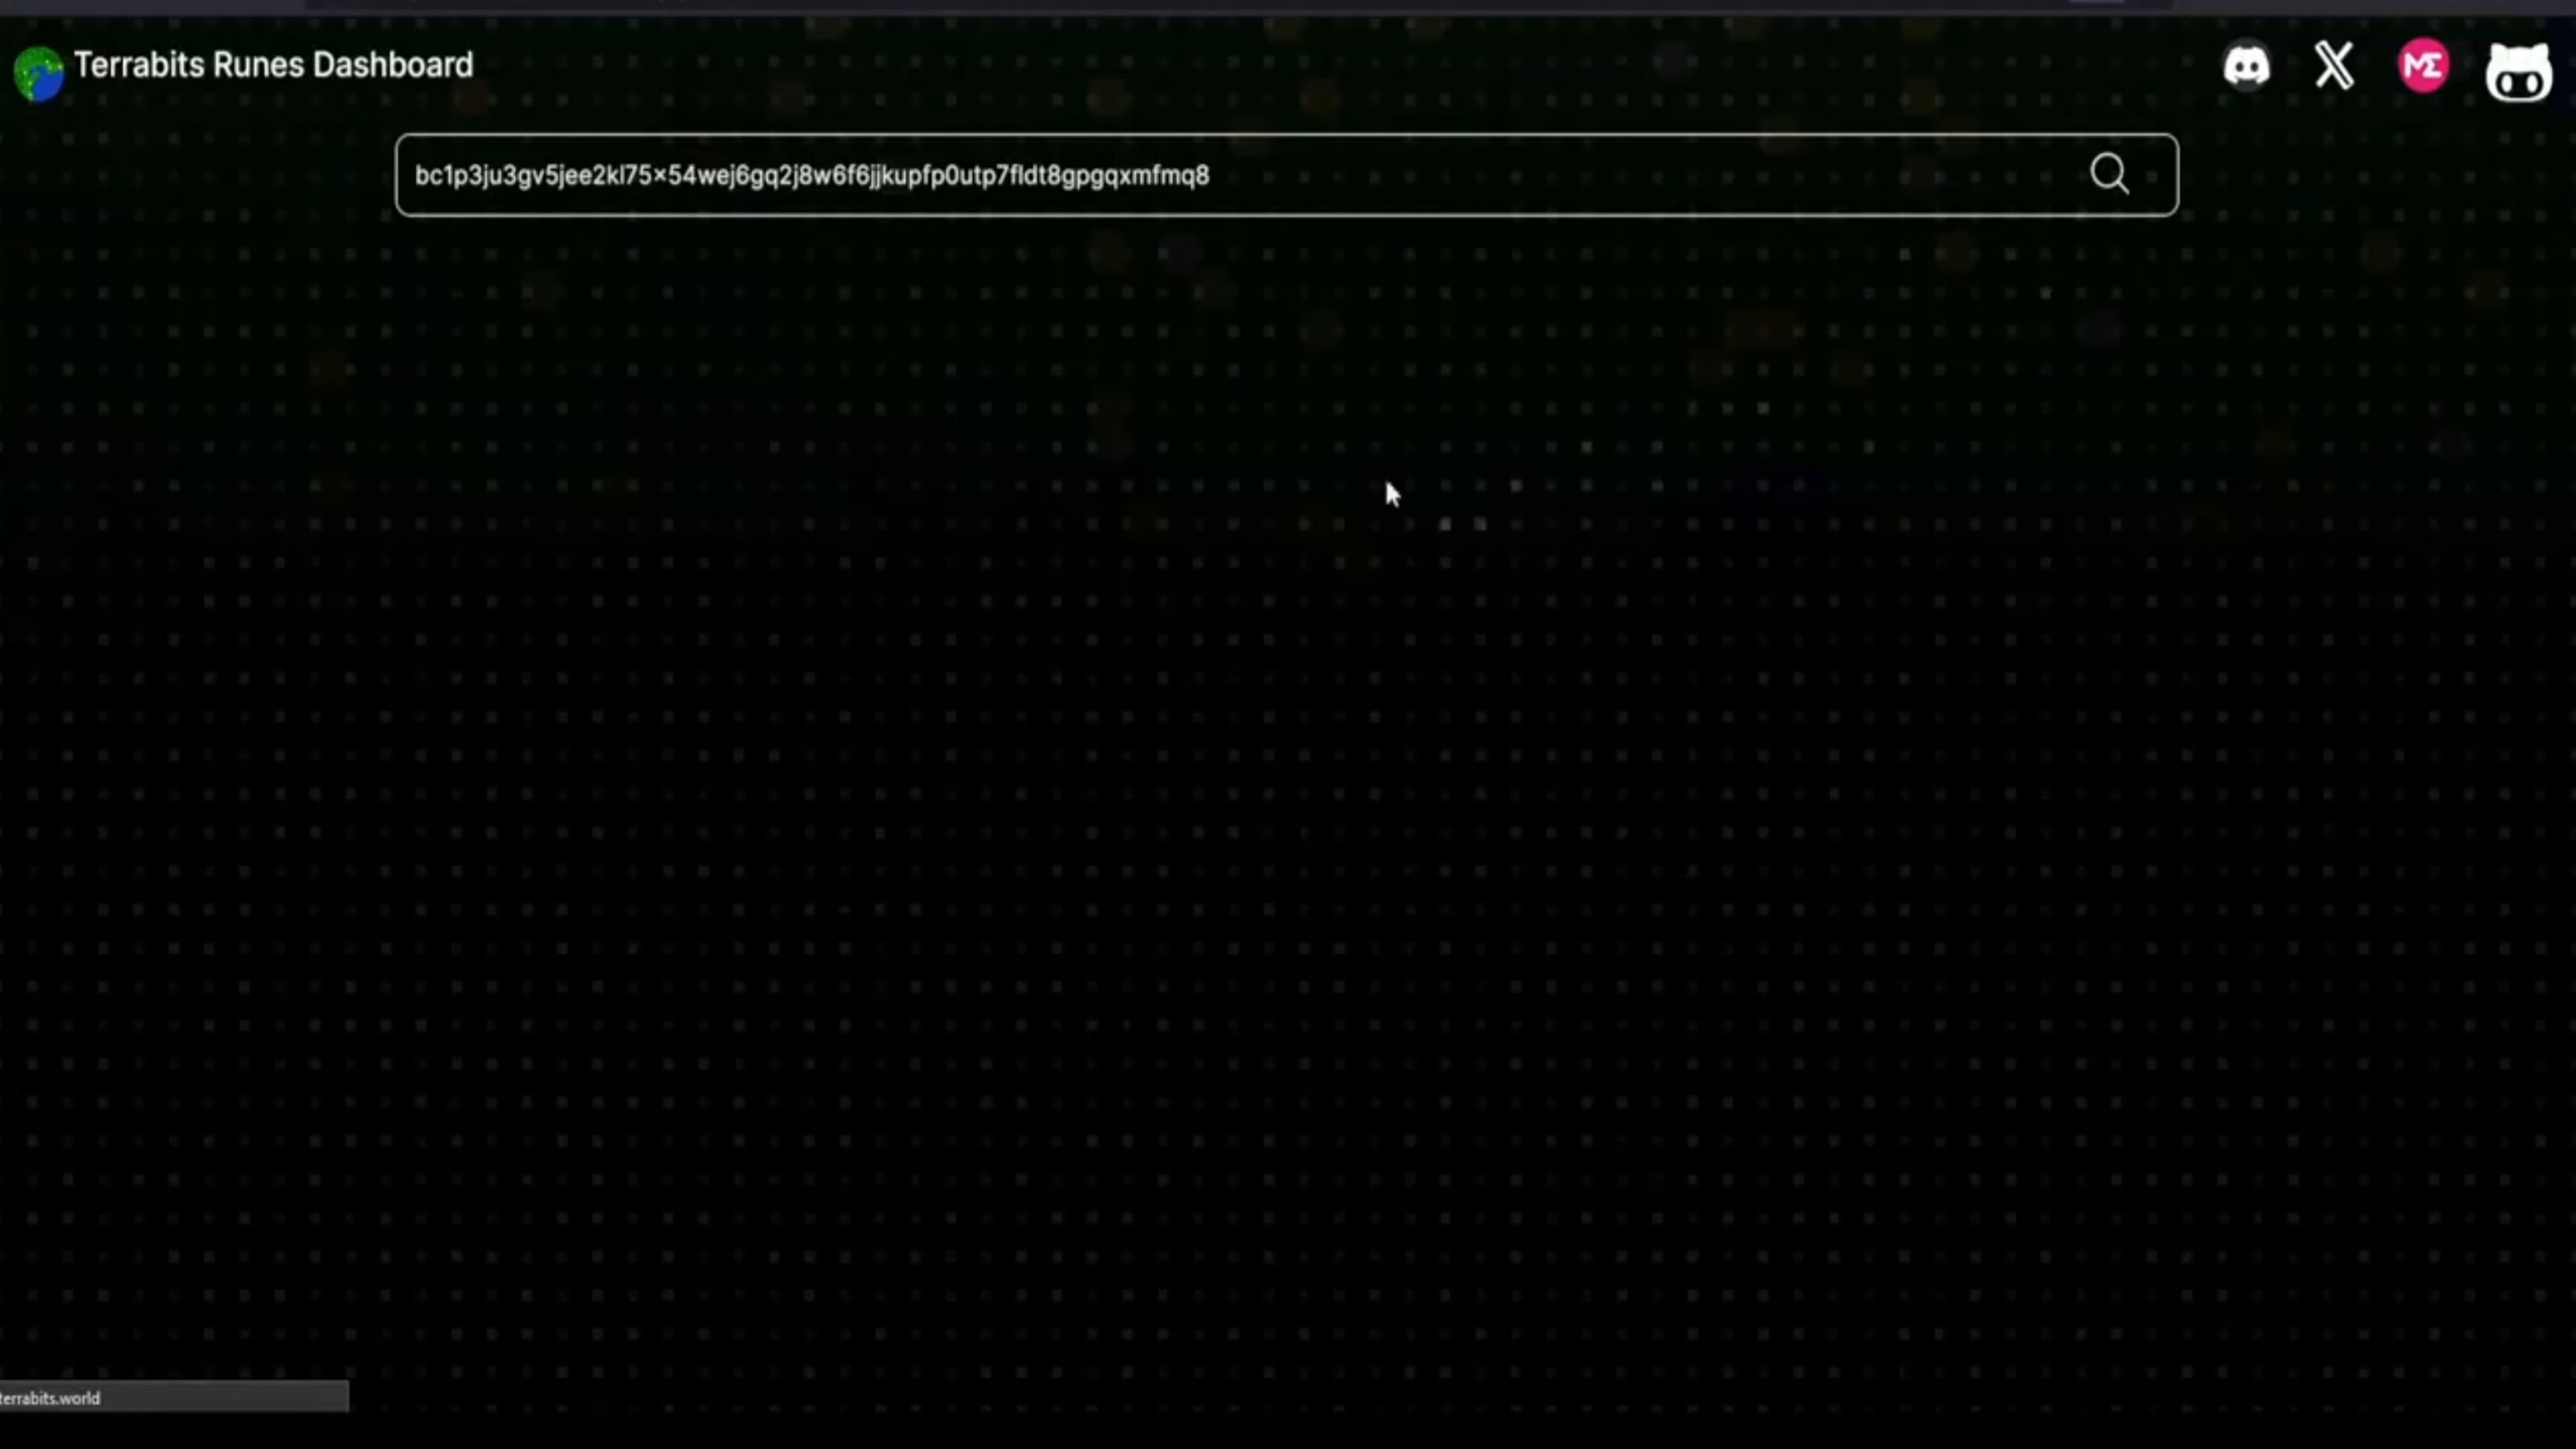 Terrabits Runes Dashboard
bc1p3ju3gv5jee2kl75×54wej6gq2j8w6f6jjkupfp0utp7fldt8gpgqxmfmq8
terrabits.world